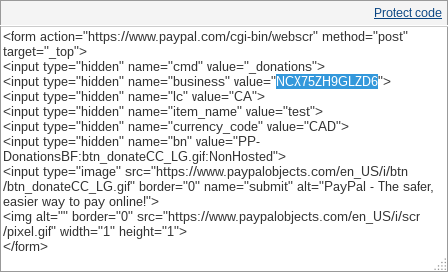 Protect code
<form action="https://www.paypal.com/cgi-bin/webscr" method="post"
target="_top">
<input type="hidden" name="cmd" value="_donations">
<input type="hidden" name="business" value="NCX75ZH9GLZD6">
<input type="hidden" name="lc" value="CA">
<input type="hidden" name="item_name" value="test">
<input type="hidden" name="currency_code" value="CAD">
<input type="hidden" name="bn" value="PP-
DonationsBF:btn_donateCC_LG.gif:NonHosted">
<input type="image" src="https://www.paypalobjects.com/en_US/i/btn
/btn_donateCC_LG.gif" border="0" name="submit" alt="PayPal - The safer,
easier way to pay online!">
<img alt="" border="0" src="https://www.paypalobjects.com/en_US/i/scr
/pixel.gif" width="1" height="1">
</form>